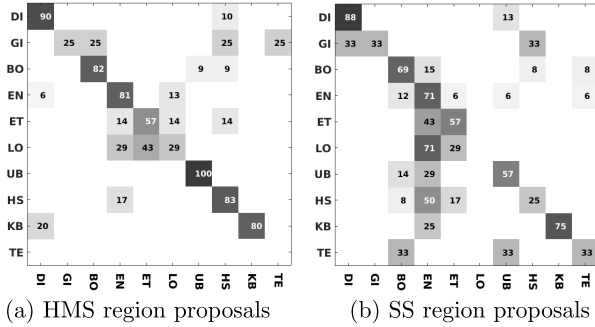 DI 90 10
GI 25 25 25 25
BO 82 9 9
EN 6 81 13
ET 14 57 14 14
LO 29 43 29
UB 100
HS 17 83
KB 20 80
TE
DI GI BO EN ET LO UB HS KB TE
(a) HMS region proposals
DI 88 13
GI 33 33 33
BO 69 15 8 8
EN 12 71 6 6 6
ET 43 57
LO 71 29
UB 14 29 57
HS 8 50 17 25
KB 25 75
TE 33 33 33
DI GI BO EN ET LO UB HS KB TE
(b) SS region proposals